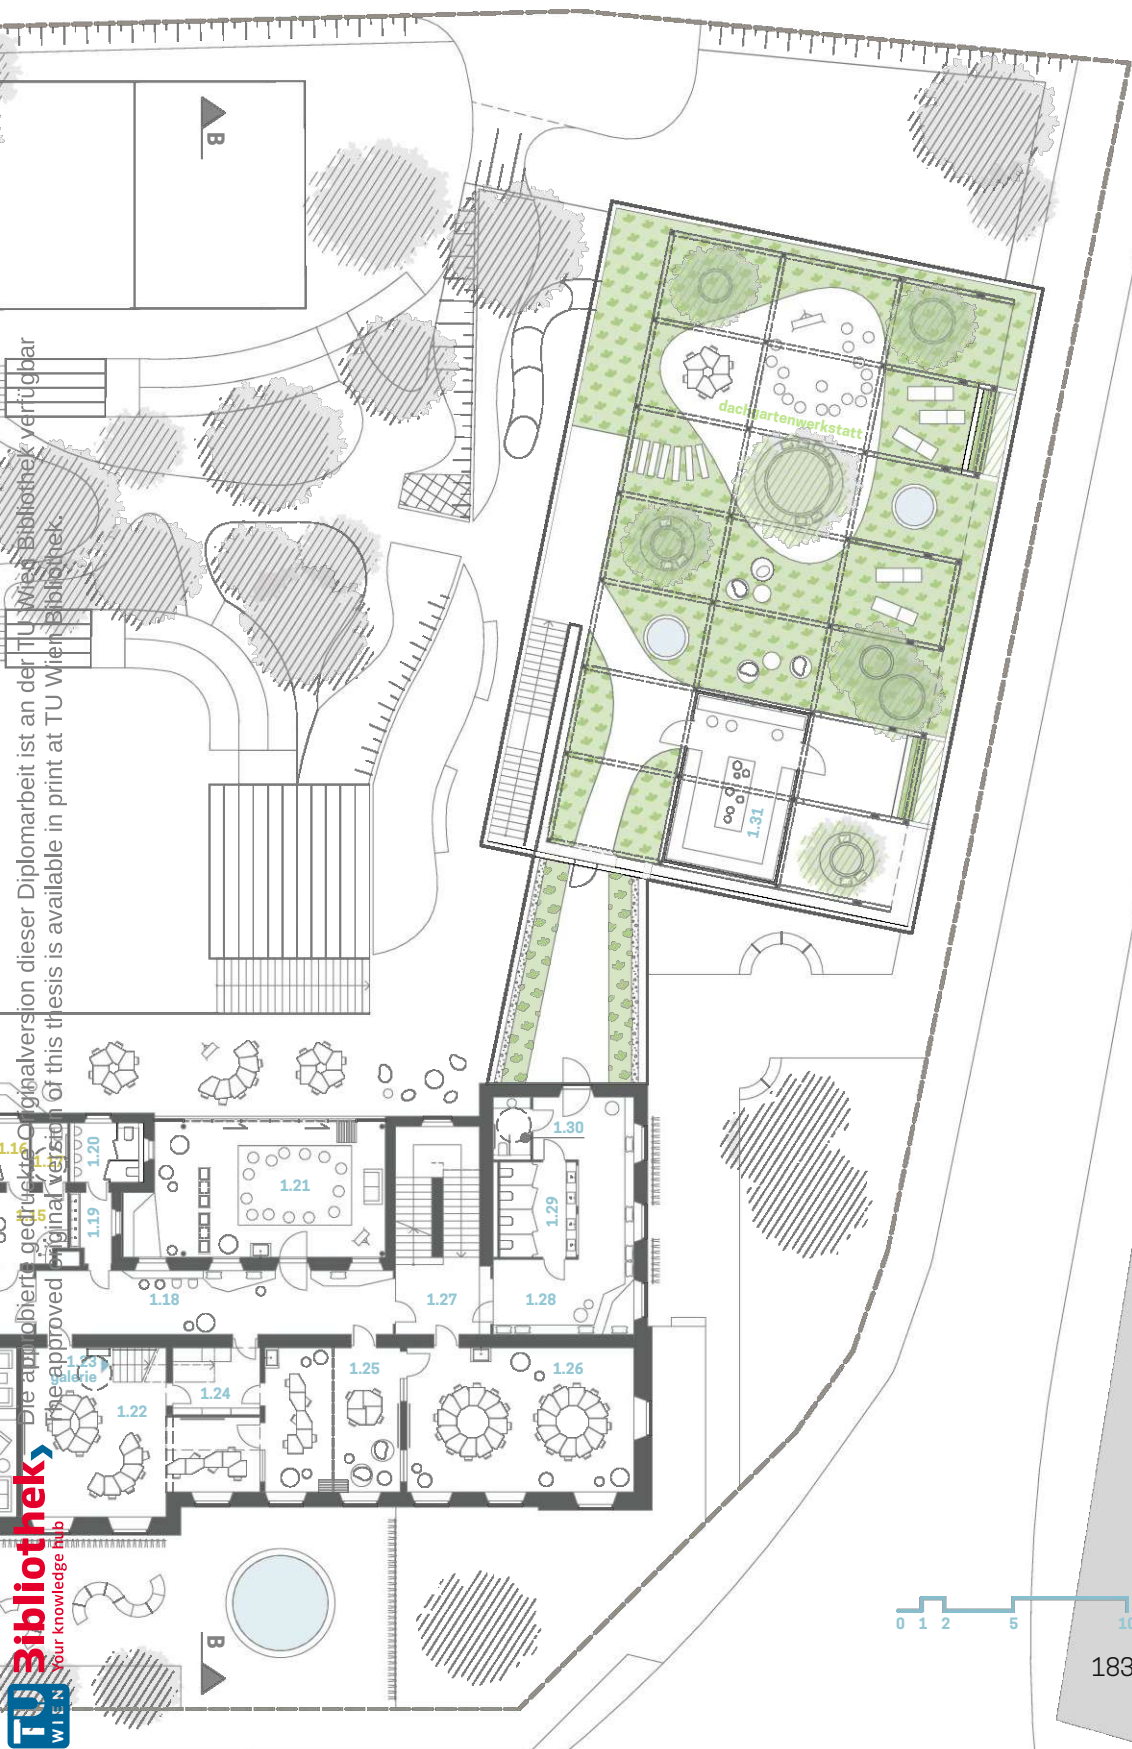 B
dachgartenwerkstatt
1.31
1.30
1.29
1.28
1.27
1.26
1.25
1.24
1.23
galerie
1.22
1.21
1.20
1.19
1.18
1.17
1.16
1.15
B
0 1 2 5 10
183
Die approbierte gedruckte Originalversion dieser Diplomarbeit ist an der TU Wien Bibliothek verfügbar
The approved original version of this thesis is available in print at TU Wien Bibliothek.
TU Bibliothek
WIEN Your knowledge hub